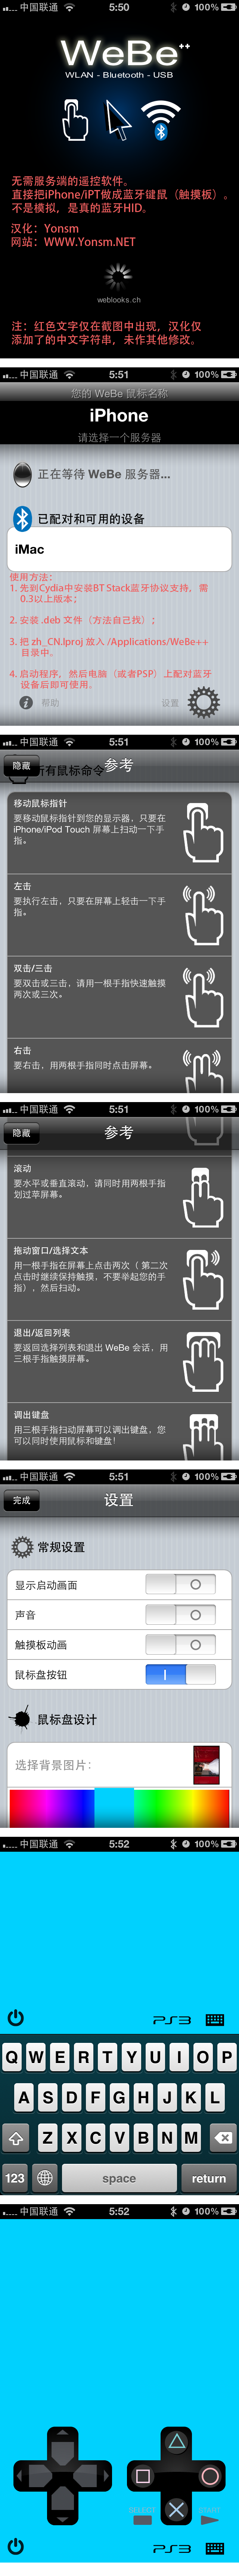 中国联通 5:50 100%
WeBe++
WLAN - Bluetooth - USB
无需服务端的遥控软件。
直接把iPhone/iPT做成蓝牙键鼠（触摸板）。
不是模拟，是真的蓝牙HID。
汉化：Yonsm
网站：WWW.Yonsm.NET
weblooks.ch
注：红色文字仅在截图中出现，汉化仅
添加了的中文字符串，未作其他修改。
中国联通 5:51 100%
您的 WeBe 鼠标名称
iPhone
请选择一个服务器
正在等待 WeBe 服务器...
已配对和可用的设备
iMac
使用方法：
1. 先到Cydia中安装BT Stack蓝牙协议支持，需
0.3以上版本；
2. 安装 .deb 文件（方法自己找）；
3. 把 zh_CN.lproj 放入 /Applications/WeBe++
目录中。
4. 启动程序，然后电脑（或者PSP）上配对蓝牙
设备后即可使用。
帮助
设置
中国联通 5:51 100%
隐藏
所有鼠标命令
参考
移动鼠标指针
要移动鼠标指针到您的显示器，只要在
iPhone/iPod Touch 屏幕上扫动一下手
指。
左击
要执行左击，只要在屏幕上轻击一下手
指。
双击/三击
要双击或三击，请用一根手指快速触摸
两次或三次。
右击
要右击，用两根手指同时点击屏幕。
中国联通 5:51 100%
隐藏
参考
滚动
要水平或垂直滚动，请同时用两根手指
划过苹屏幕。
拖动窗口/选择文本
用一根手指在屏幕上点击两次（ 第二次
点击时继续保持触摸，不要举起您的手
指），然后扫动。
退出/返回列表
要返回选择列表和退出 WeBe 会话，用
三根手指触摸屏幕。
调出键盘
用三根手指扫动屏幕可以调出键盘，您
可以同时使用鼠标和键盘！
中国联通 5:51 100%
完成
设置
常规设置
显示启动画面
声音
触摸板动画
鼠标盘按钮
鼠标盘设计
选择背景图片：
中国联通 5:52 100%
PS3
Q W E R T Y U I O P
A S D F G H J K L
Z X C V B N M
123 space return
中国联通 5:52 100%
SELECT START
PS3